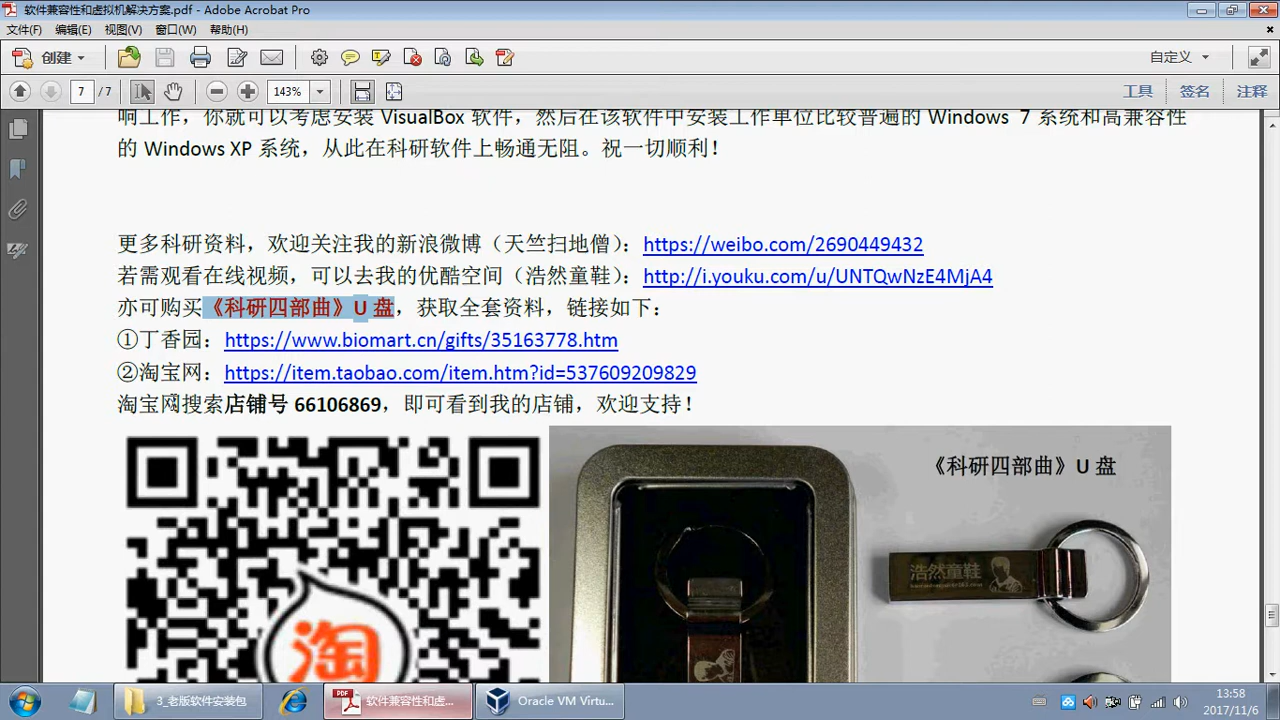 软件兼容性和虚拟机解决方案.pdf - Adobe Acrobat Pro
文件(F) 编辑(E) 视图(V) 窗口(W) 帮助(H)
创建 自定义
7 / 7 143% 工具 签名 注释
响工作，你就可以考虑安装 VisualBox 软件，然后在该软件中安装工作单位比较普遍的 Windows 7 系统和高兼容性
的 Windows XP 系统，从此在科研软件上畅通无阻。祝一切顺利！
更多科研资料，欢迎关注我的新浪微博（天竺扫地僧）：https://weibo.com/2690449432
若需观看在线视频，可以去我的优酷空间（浩然童鞋）：http://i.youku.com/u/UNTQwNzE4MjA4
亦可购买《科研四部曲》U 盘，获取全套资料，链接如下：
①丁香园：https://www.biomart.cn/gifts/35163778.htm
②淘宝网：https://item.taobao.com/item.htm?id=537609209829
淘宝网搜索店铺号 66106869，即可看到我的店铺，欢迎支持！
《科研四部曲》U 盘
浩然童鞋
淘
3_老版软件安装包 软件兼容性和虚... Oracle VM Virtu... 13:58
2017/11/6